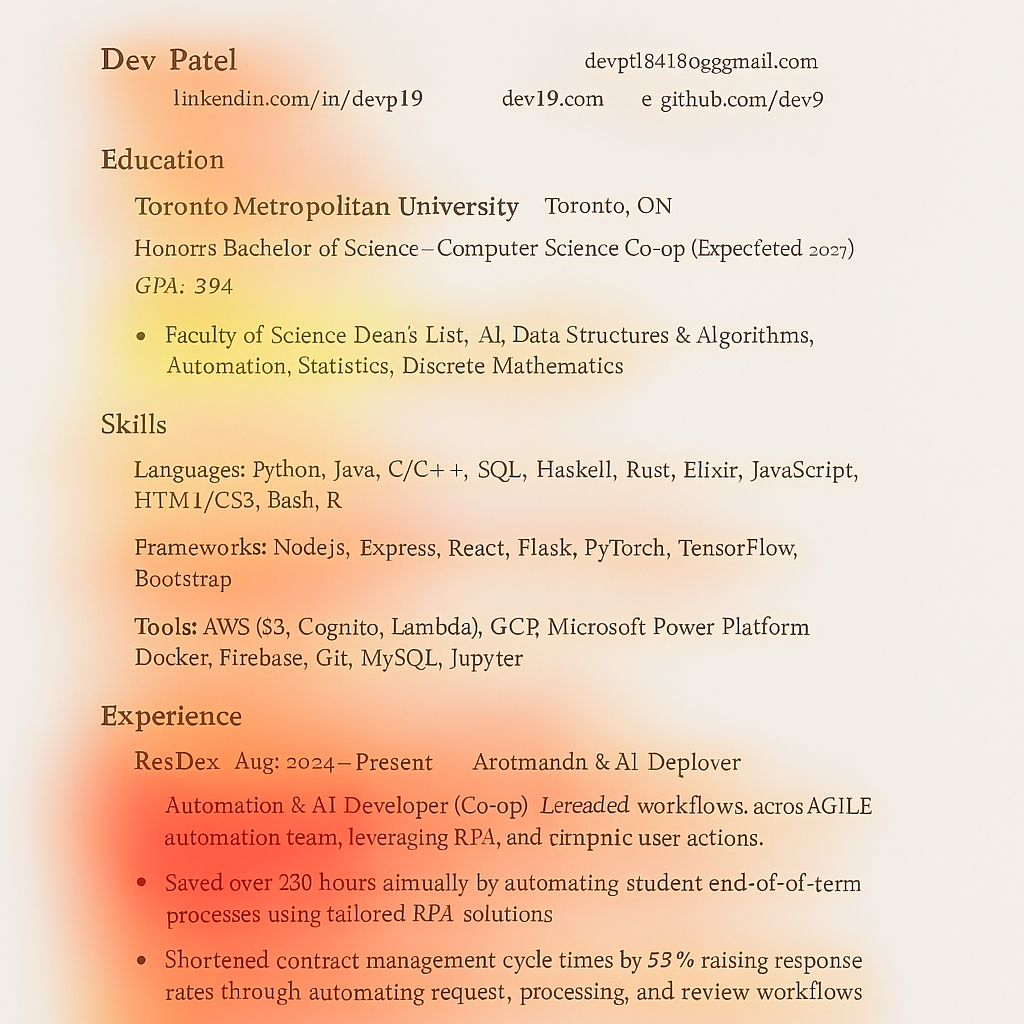 Dev Patel devptl84180gggmail.com
linkendin.com/in/devp19 dev19.com e github.com/dev9
Education
Toronto Metropolitan University Toronto, ON
Honorrs Bachelor of Science–Computer Science Co-op (Expecfeted 2027)
GPA: 394
• Faculty of Science Dean's List, Al, Data Structures & Algorithms,
Automation, Statistics, Discrete Mathematics
Skills
Languages: Python, Java, C/C++, SQL, Haskell, Rust, Elixir, JavaScript,
HTM1/CS3, Bash, R
Frameworks: Nodejs, Express, React, Flask, PyTorch, TensorFlow,
Bootstrap
Tools: AWS ($3, Cognito, Lambda), GCP, Microsoft Power Platform
Docker, Firebase, Git, MySQL, Jupyter
Experience
ResDex Aug: 2024–Present Arotmandn & Al Deplover
Automation & AI Developer (Co-op) Lereaded workflows. acros AGILE
automation team, leveraging RPA, and cimpnic user actions.
• Saved over 230 hours aimually by automating student end-of-of-term
processes using tailored RPA solutions
• Shortened contract management cycle times by 53% raising response
rates through automating request, processing, and review workflows